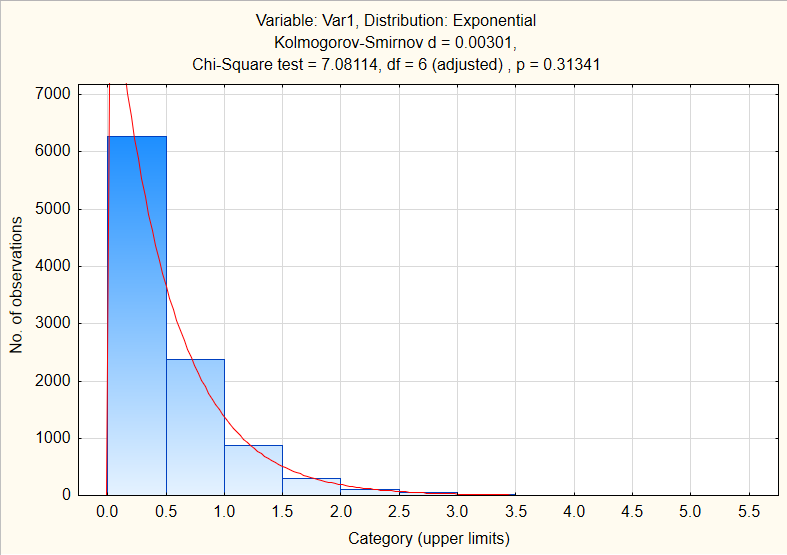 Variable: Var1, Distribution: Exponential
Kolmogorov-Smirnov d = 0.00301,
Chi-Square test = 7.08114, df = 6 (adjusted) , p = 0.31341
7000
6000
5000
4000
3000
2000
1000
0
No. of observations
0.0 0.5 1.0 1.5 2.0 2.5 3.0 3.5 4.0 4.5 5.0 5.5
Category (upper limits)